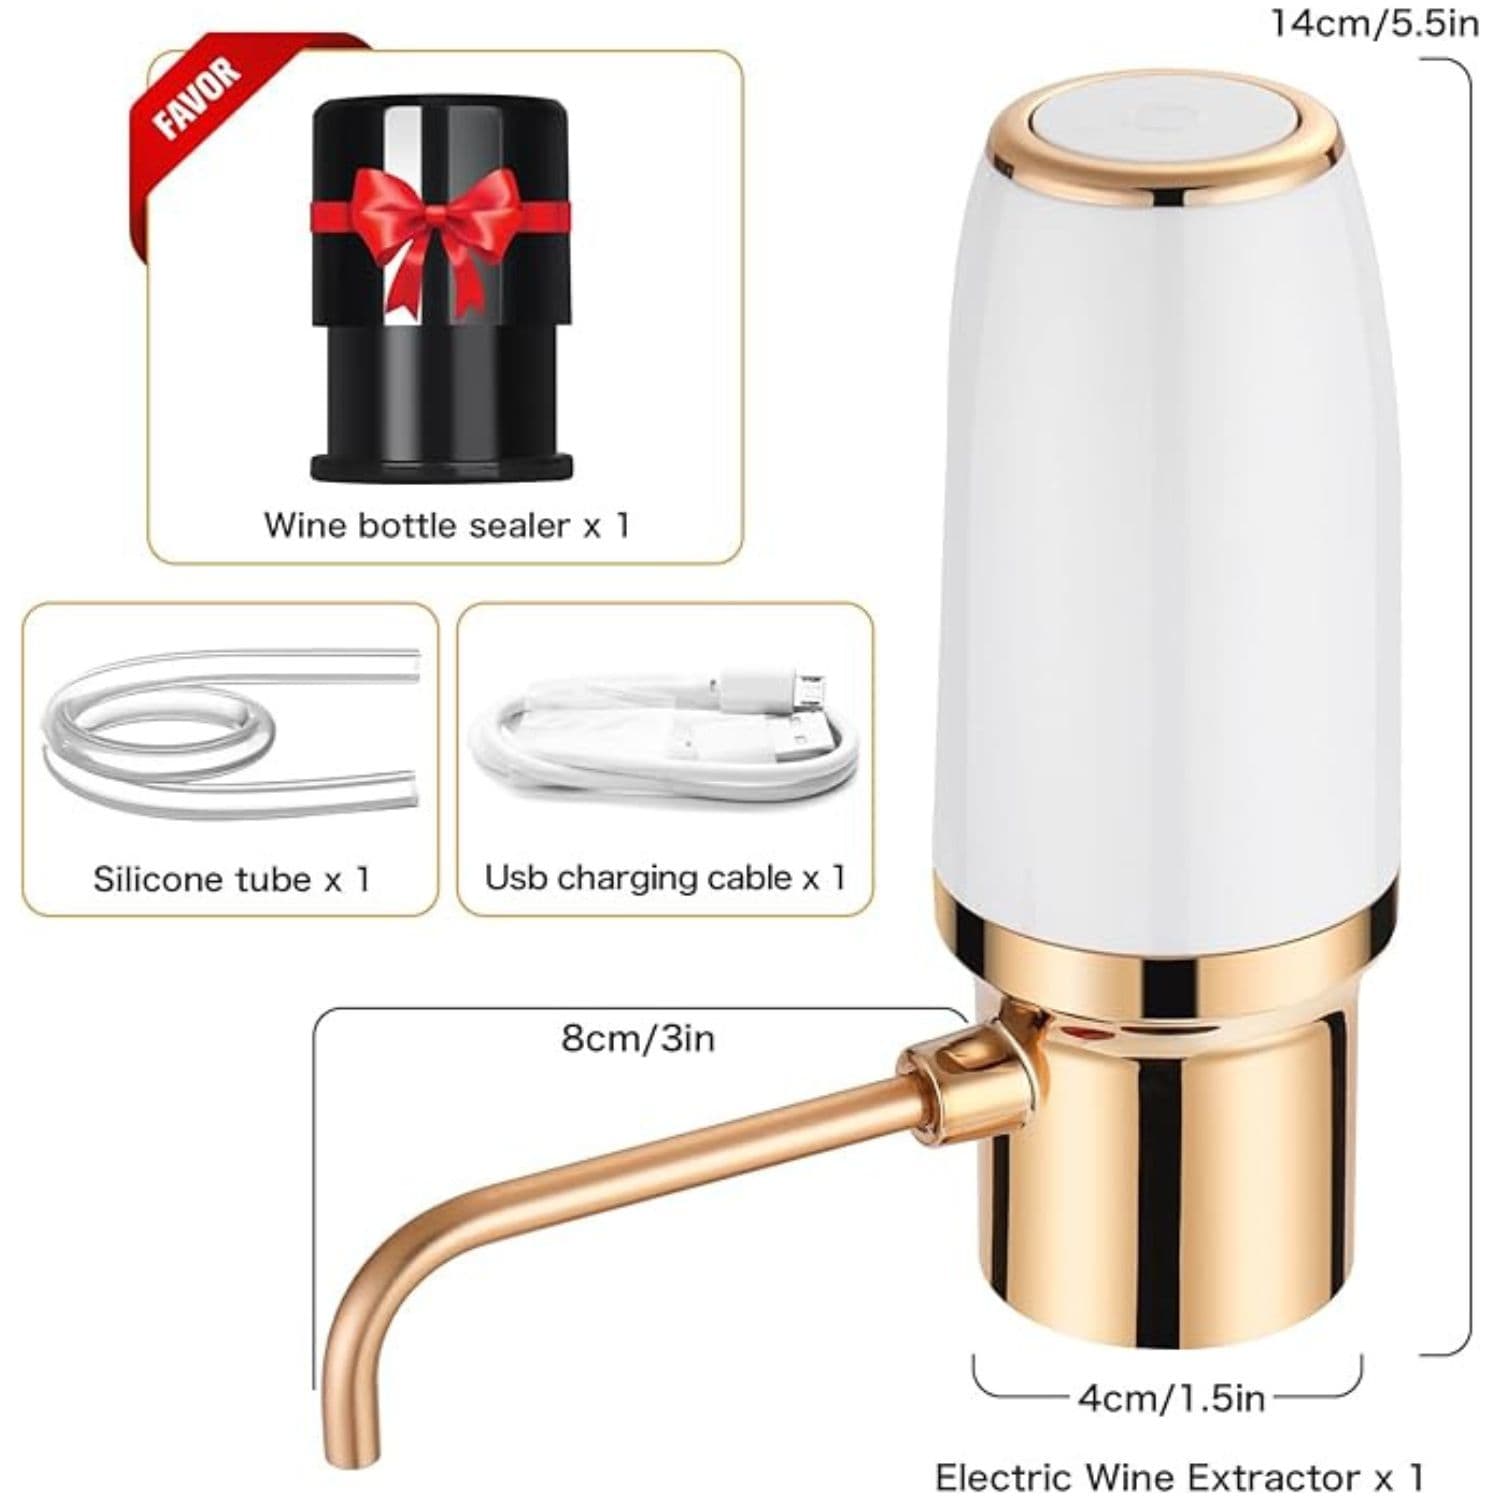 14cm/5.5in
FAVOR
Wine bottle sealer x 1
Silicone tube x 1
Usb charging cable x 1
8cm/3in
4cm/1.5in
Electric Wine Extractor x 1